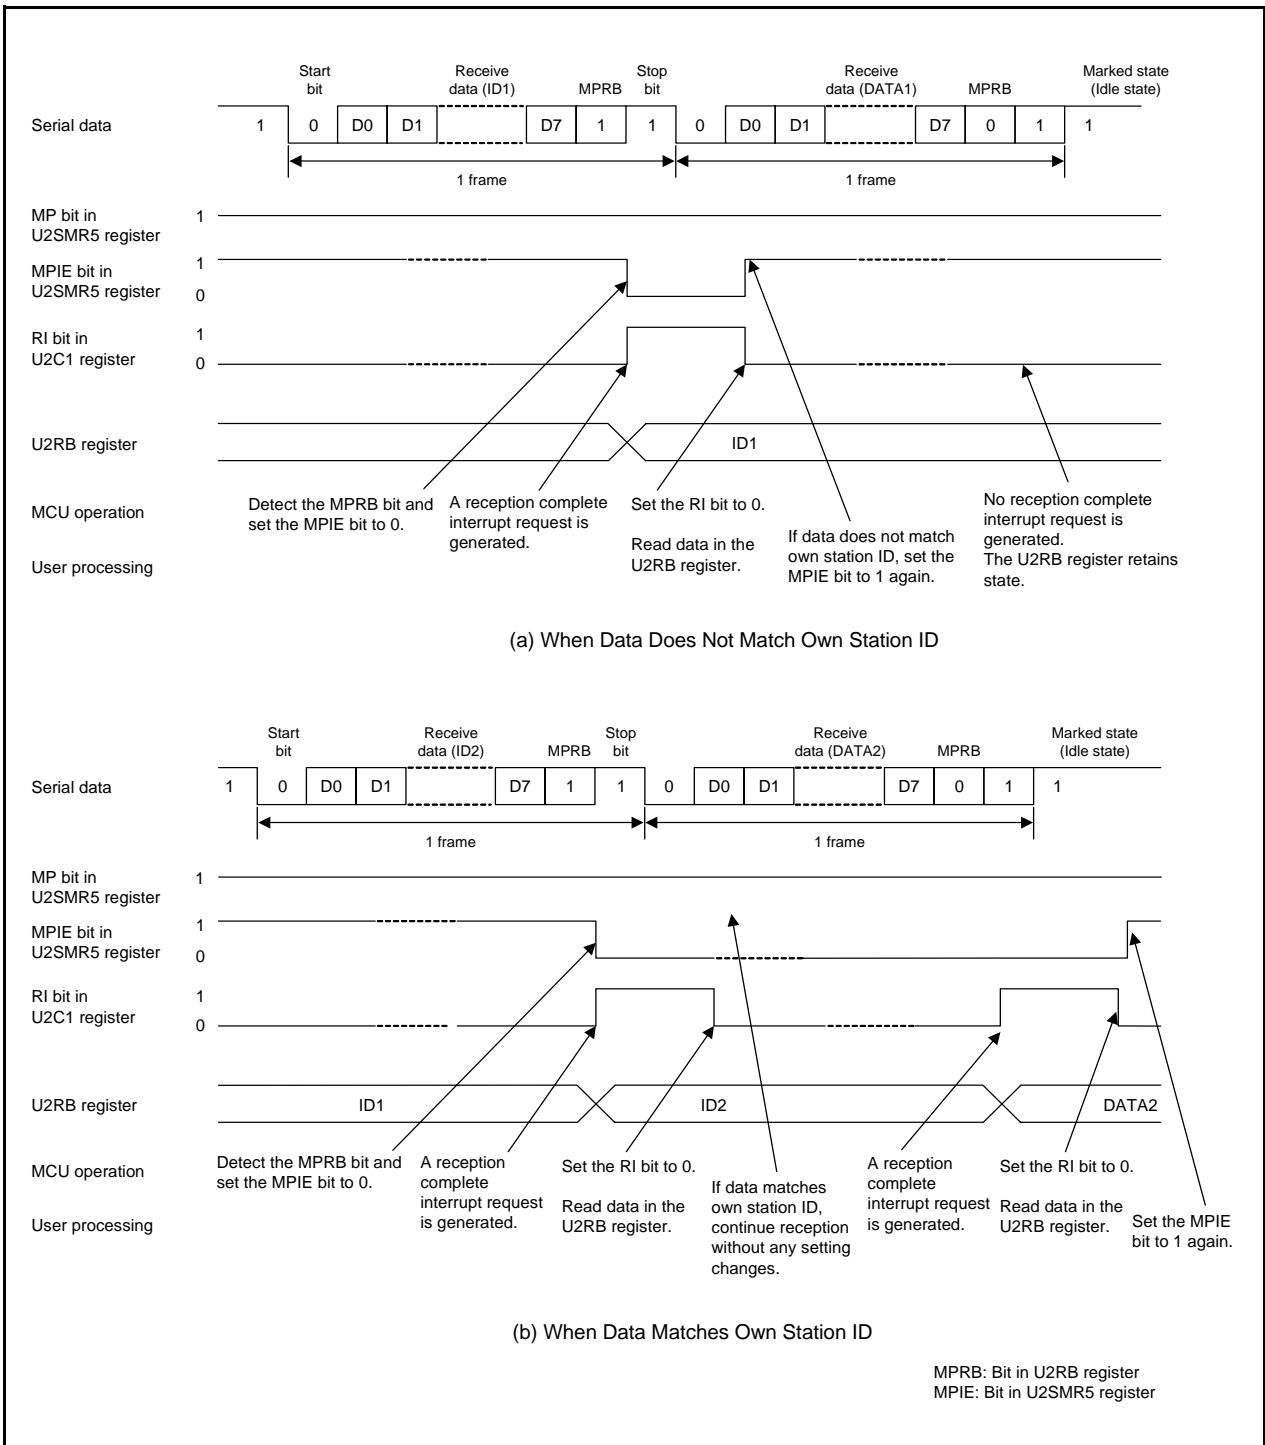 Start
bit
Receive
data (ID1)
MPRB
Stop
bit
Receive
data (DATA1)
MPRB
Marked state
(Idle state)
Serial data
1 0 D0 D1 D7 1 1 0 D0 D1 D7 0 1 1
1 frame 1 frame
MP bit in
U2SMR5 register
1
MPIE bit in
U2SMR5 register
1
0
RI bit in
U2C1 register
1
0
U2RB register
ID1
MCU operation
User processing
Detect the MPRB bit and
set the MPIE bit to 0.
A reception complete
interrupt request is
generated.
Set the RI bit to 0.
Read data in the
U2RB register.
If data does not match
own station ID, set the
MPIE bit to 1 again.
No reception complete
interrupt request is
generated.
The U2RB register retains
state.
(a) When Data Does Not Match Own Station ID
Start
bit
Receive
data (ID2)
MPRB
Stop
bit
Receive
data (DATA2)
MPRB
Marked state
(Idle state)
Serial data
1 0 D0 D1 D7 1 1 0 D0 D1 D7 0 1 1
1 frame 1 frame
MP bit in
U2SMR5 register
1
MPIE bit in
U2SMR5 register
1
0
RI bit in
U2C1 register
1
0
U2RB register
ID1 ID2 DATA2
MCU operation
User processing
Detect the MPRB bit and
set the MPIE bit to 0.
A reception
complete
interrupt request
is generated.
Set the RI bit to 0.
Read data in the
U2RB register.
If data matches
own station ID,
continue reception
without any setting
changes.
A reception
complete
interrupt request
is generated.
Set the RI bit to 0.
Read data in the
U2RB register.
Set the MPIE
bit to 1 again.
(b) When Data Matches Own Station ID
MPRB: Bit in U2RB register
MPIE: Bit in U2SMR5 register